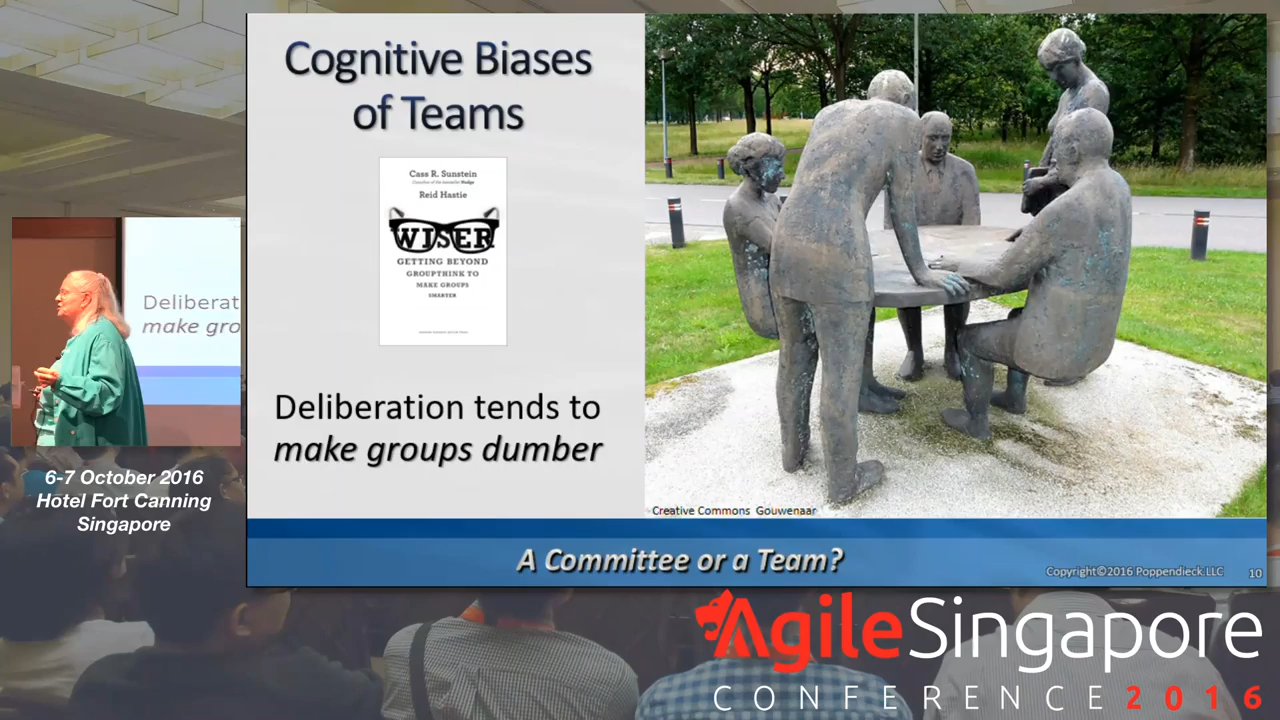 Cognitive Biases
of Teams
Cass R. Sunstein
Reid Hastie
WISER
GETTING BEYOND
GROUPTHINK TO
MAKE GROUPS
SMARTER
Deliberation tends to
make groups dumber
Creative Commons Gouwenaar
A Committee or a Team?
Copyright©2016 Poppendieck.LLC 10
Deliberat
make gro
6-7 October 2016
Hotel Fort Canning
Singapore
AgileSingapore
CONFERENCE 2016